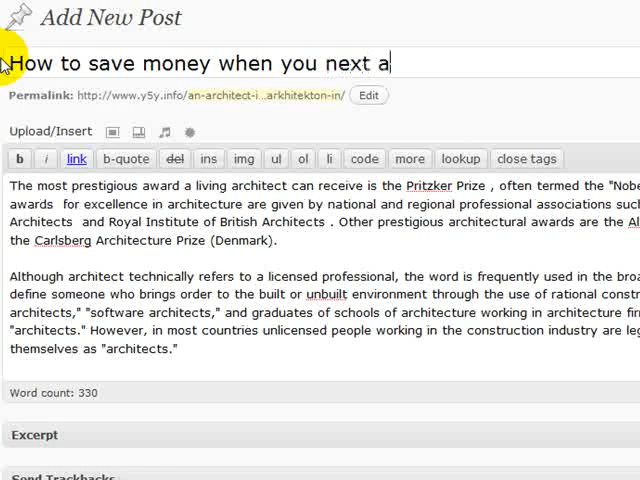 Add New Post
How to save money when you next a
Permalink: http://www.y5y.info/an-architect-i...arkhitekton-in/ Edit
Upload/Insert
b i link b-quote del ins img ul ol li code more lookup close tags
The most prestigious award a living architect can receive is the Pritzker Prize , often termed the "Nobe
awards for excellence in architecture are given by national and regional professional associations suc
Architects and Royal Institute of British Architects . Other prestigious architectural awards are the Al
the Carlsberg Architecture Prize (Denmark).
Although architect technically refers to a licensed professional, the word is frequently used in the broa
define someone who brings order to the built or unbuilt environment through the use of rational constr
architects," "software architects," and graduates of schools of architecture working in architecture firm
"architects." However, in most countries unlicensed people working in the construction industry are leg
themselves as "architects."
Word count: 330
Excerpt
Send Trackbacks